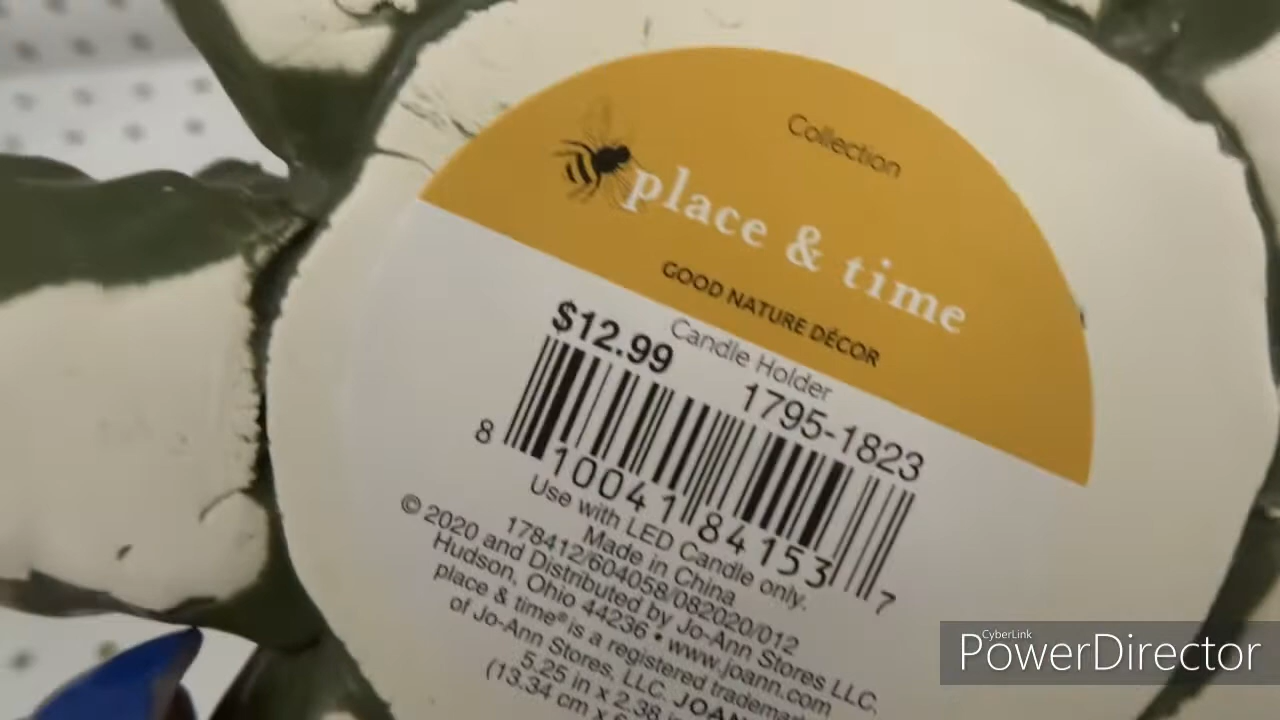 Collection
place & time
GOOD NATURE DÉCOR
Candle Holder
$12.99 1795-1823
8 10041 84153 7
Use with LED Candle only.
Made in China
178412/604058/082020/012
© 2020 and Distributed by Jo-Ann Stores LLC,
Hudson, Ohio 44236 • www.joann.com
place & time® is a registered trademark
of Jo-Ann Stores, LLC.
5.25 in x 2.38
(13.34 cm x
CyberLink
PowerDirector